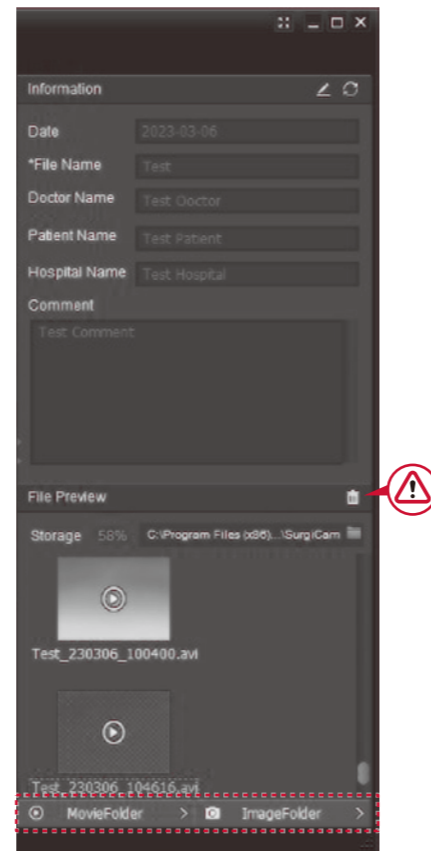 Information
Date 2023-03-06
*File Name Test
Doctor Name Test Doctor
Patient Name Test Patient
Hospital Name Test Hospital
Comment
Test Comment
File Preview
Storage 58% C:\Program Files (x86)...\SurgiCam
Test_230306_100400.avi
Test_230306_104616.avi
MovieFolder > ImageFolder >